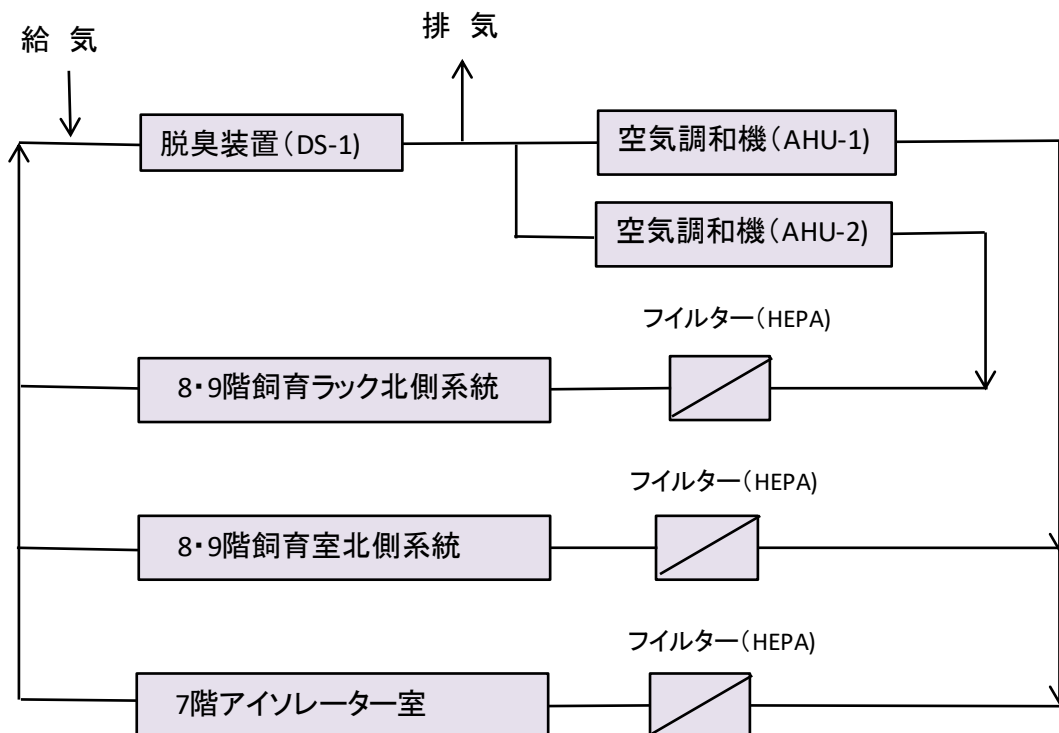 給 気
排 気
脱臭装置(DS-1)
空気調和機(AHU-1)
空気調和機(AHU-2)
フイルター(HEPA)
8・9階飼育ラック北側系統
フイルター(HEPA)
8・9階飼育室北側系統
フイルター(HEPA)
7階アイソレーター室